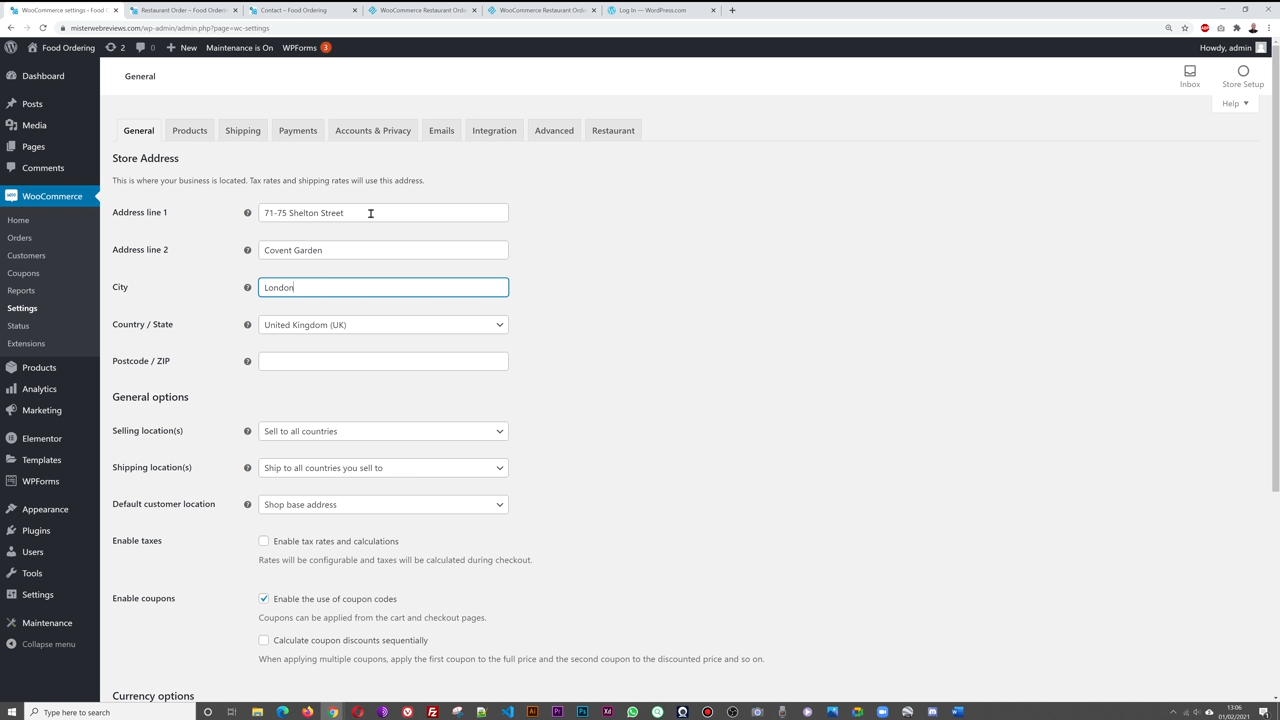 WooCommerce settings - Food O
Restaurant Order – Food Ordering
Contact – Food Ordering
WooCommerce Restaurant Orde
WooCommerce Restaurant Orde
Log In — WordPress.com
misterwebreviews.com/wp-admin/admin.php?page=wc-settings
Food Ordering
2
0
New
Maintenance is On
WPForms 3
Howdy, admin
Dashboard
Posts
Media
Pages
Comments
WooCommerce
Home
Orders
Customers
Coupons
Reports
Settings
Status
Extensions
Products
Analytics
Marketing
Elementor
Templates
WPForms
Appearance
Plugins
Users
Tools
Settings
Maintenance
Collapse menu
General
Inbox
Store Setup
Help
General Products Shipping Payments Accounts & Privacy Emails Integration Advanced Restaurant
Store Address
This is where your business is located. Tax rates and shipping rates will use this address.
Address line 1 71-75 Shelton Street
Address line 2 Covent Garden
City London
Country / State United Kingdom (UK)
Postcode / ZIP
General options
Selling location(s) Sell to all countries
Shipping location(s) Ship to all countries you sell to
Default customer location Shop base address
Enable taxes Enable tax rates and calculations
Rates will be configurable and taxes will be calculated during checkout.
Enable coupons Enable the use of coupon codes
Coupons can be applied from the cart and checkout pages.
Calculate coupon discounts sequentially
When applying multiple coupons, apply the first coupon to the full price and the second coupon to the discounted price and so on.
Currency options
Type here to search
13:06
01/02/2021